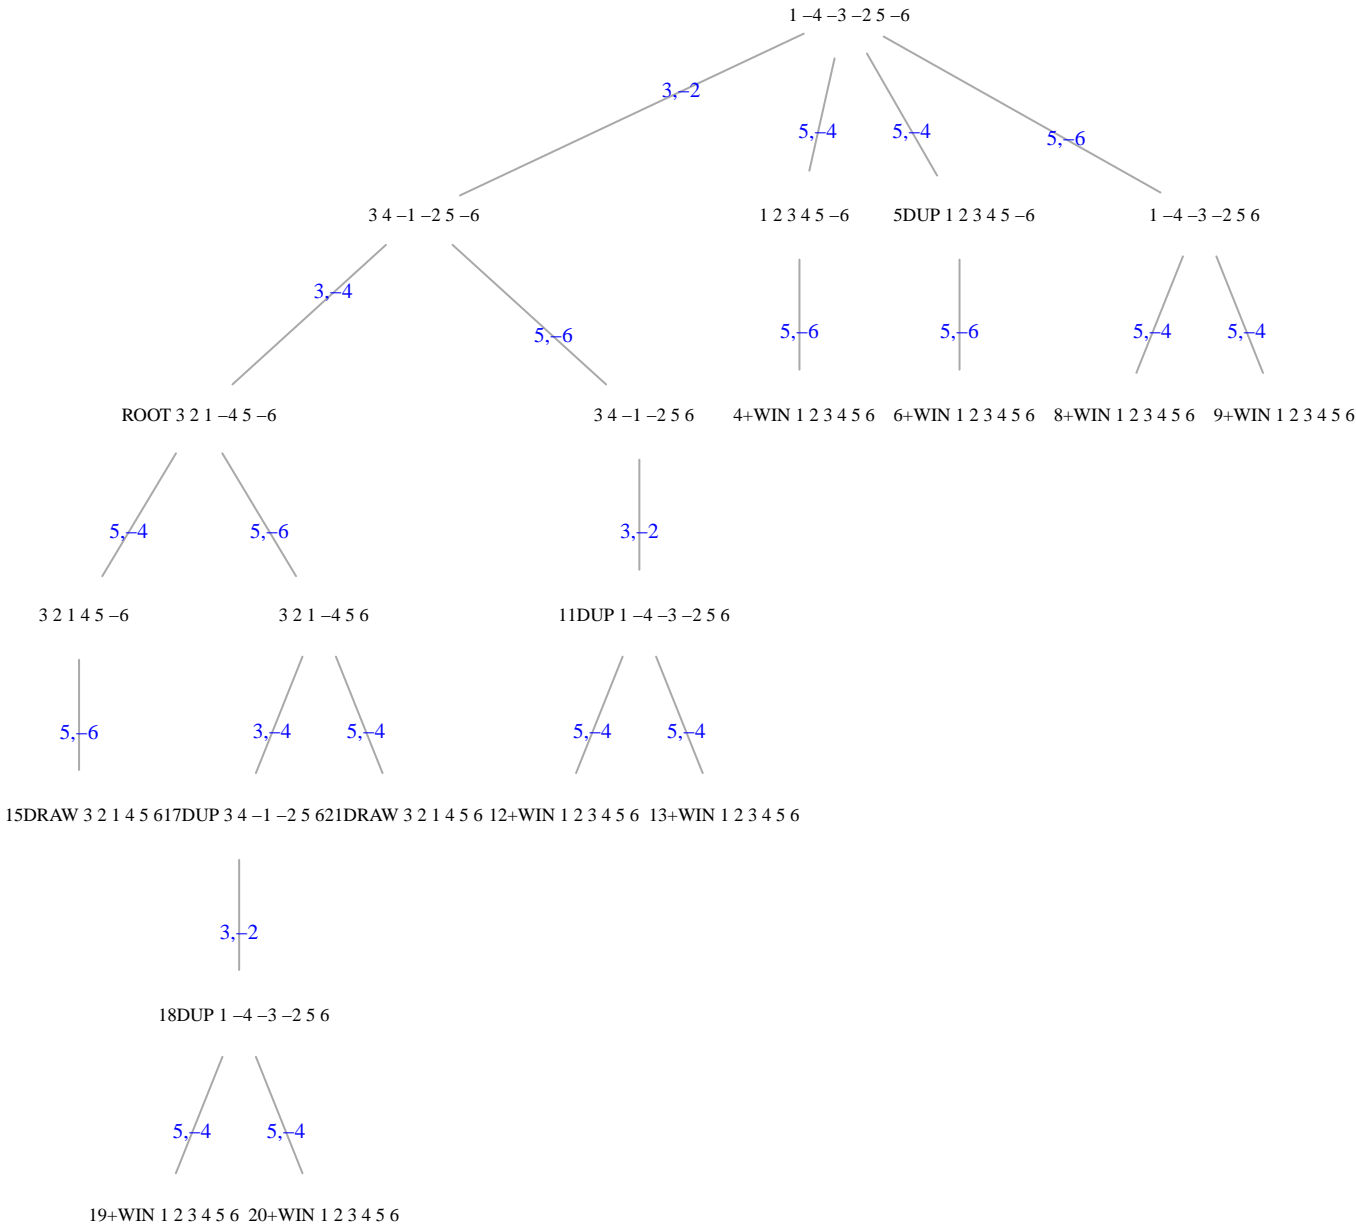 1 –4 –3 –2 5 –6
3,–2
5,–4
5,–4
5,–6
3 4 –1 –2 5 –6
1 2 3 4 5 –6
5DUP 1 2 3 4 5 –6
1 –4 –3 –2 5 6
3,–4
5,–6
5,–6
5,–6
5,–4
5,–4
ROOT 3 2 1 –4 5 –6
3 4 –1 –2 5 6
4+WIN 1 2 3 4 5 6
6+WIN 1 2 3 4 5 6
8+WIN 1 2 3 4 5 6
9+WIN 1 2 3 4 5 6
5,–4
5,–6
3,–2
3 2 1 4 5 –6
3 2 1 –4 5 6
11DUP 1 –4 –3 –2 5 6
5,–6
3,–4
5,–4
5,–4
5,–4
15DRAW 3 2 1 4 5 6
17DUP 3 4 –1 –2 5 6
21DRAW 3 2 1 4 5 6
12+WIN 1 2 3 4 5 6
13+WIN 1 2 3 4 5 6
3,–2
18DUP 1 –4 –3 –2 5 6
5,–4
5,–4
19+WIN 1 2 3 4 5 6
20+WIN 1 2 3 4 5 6